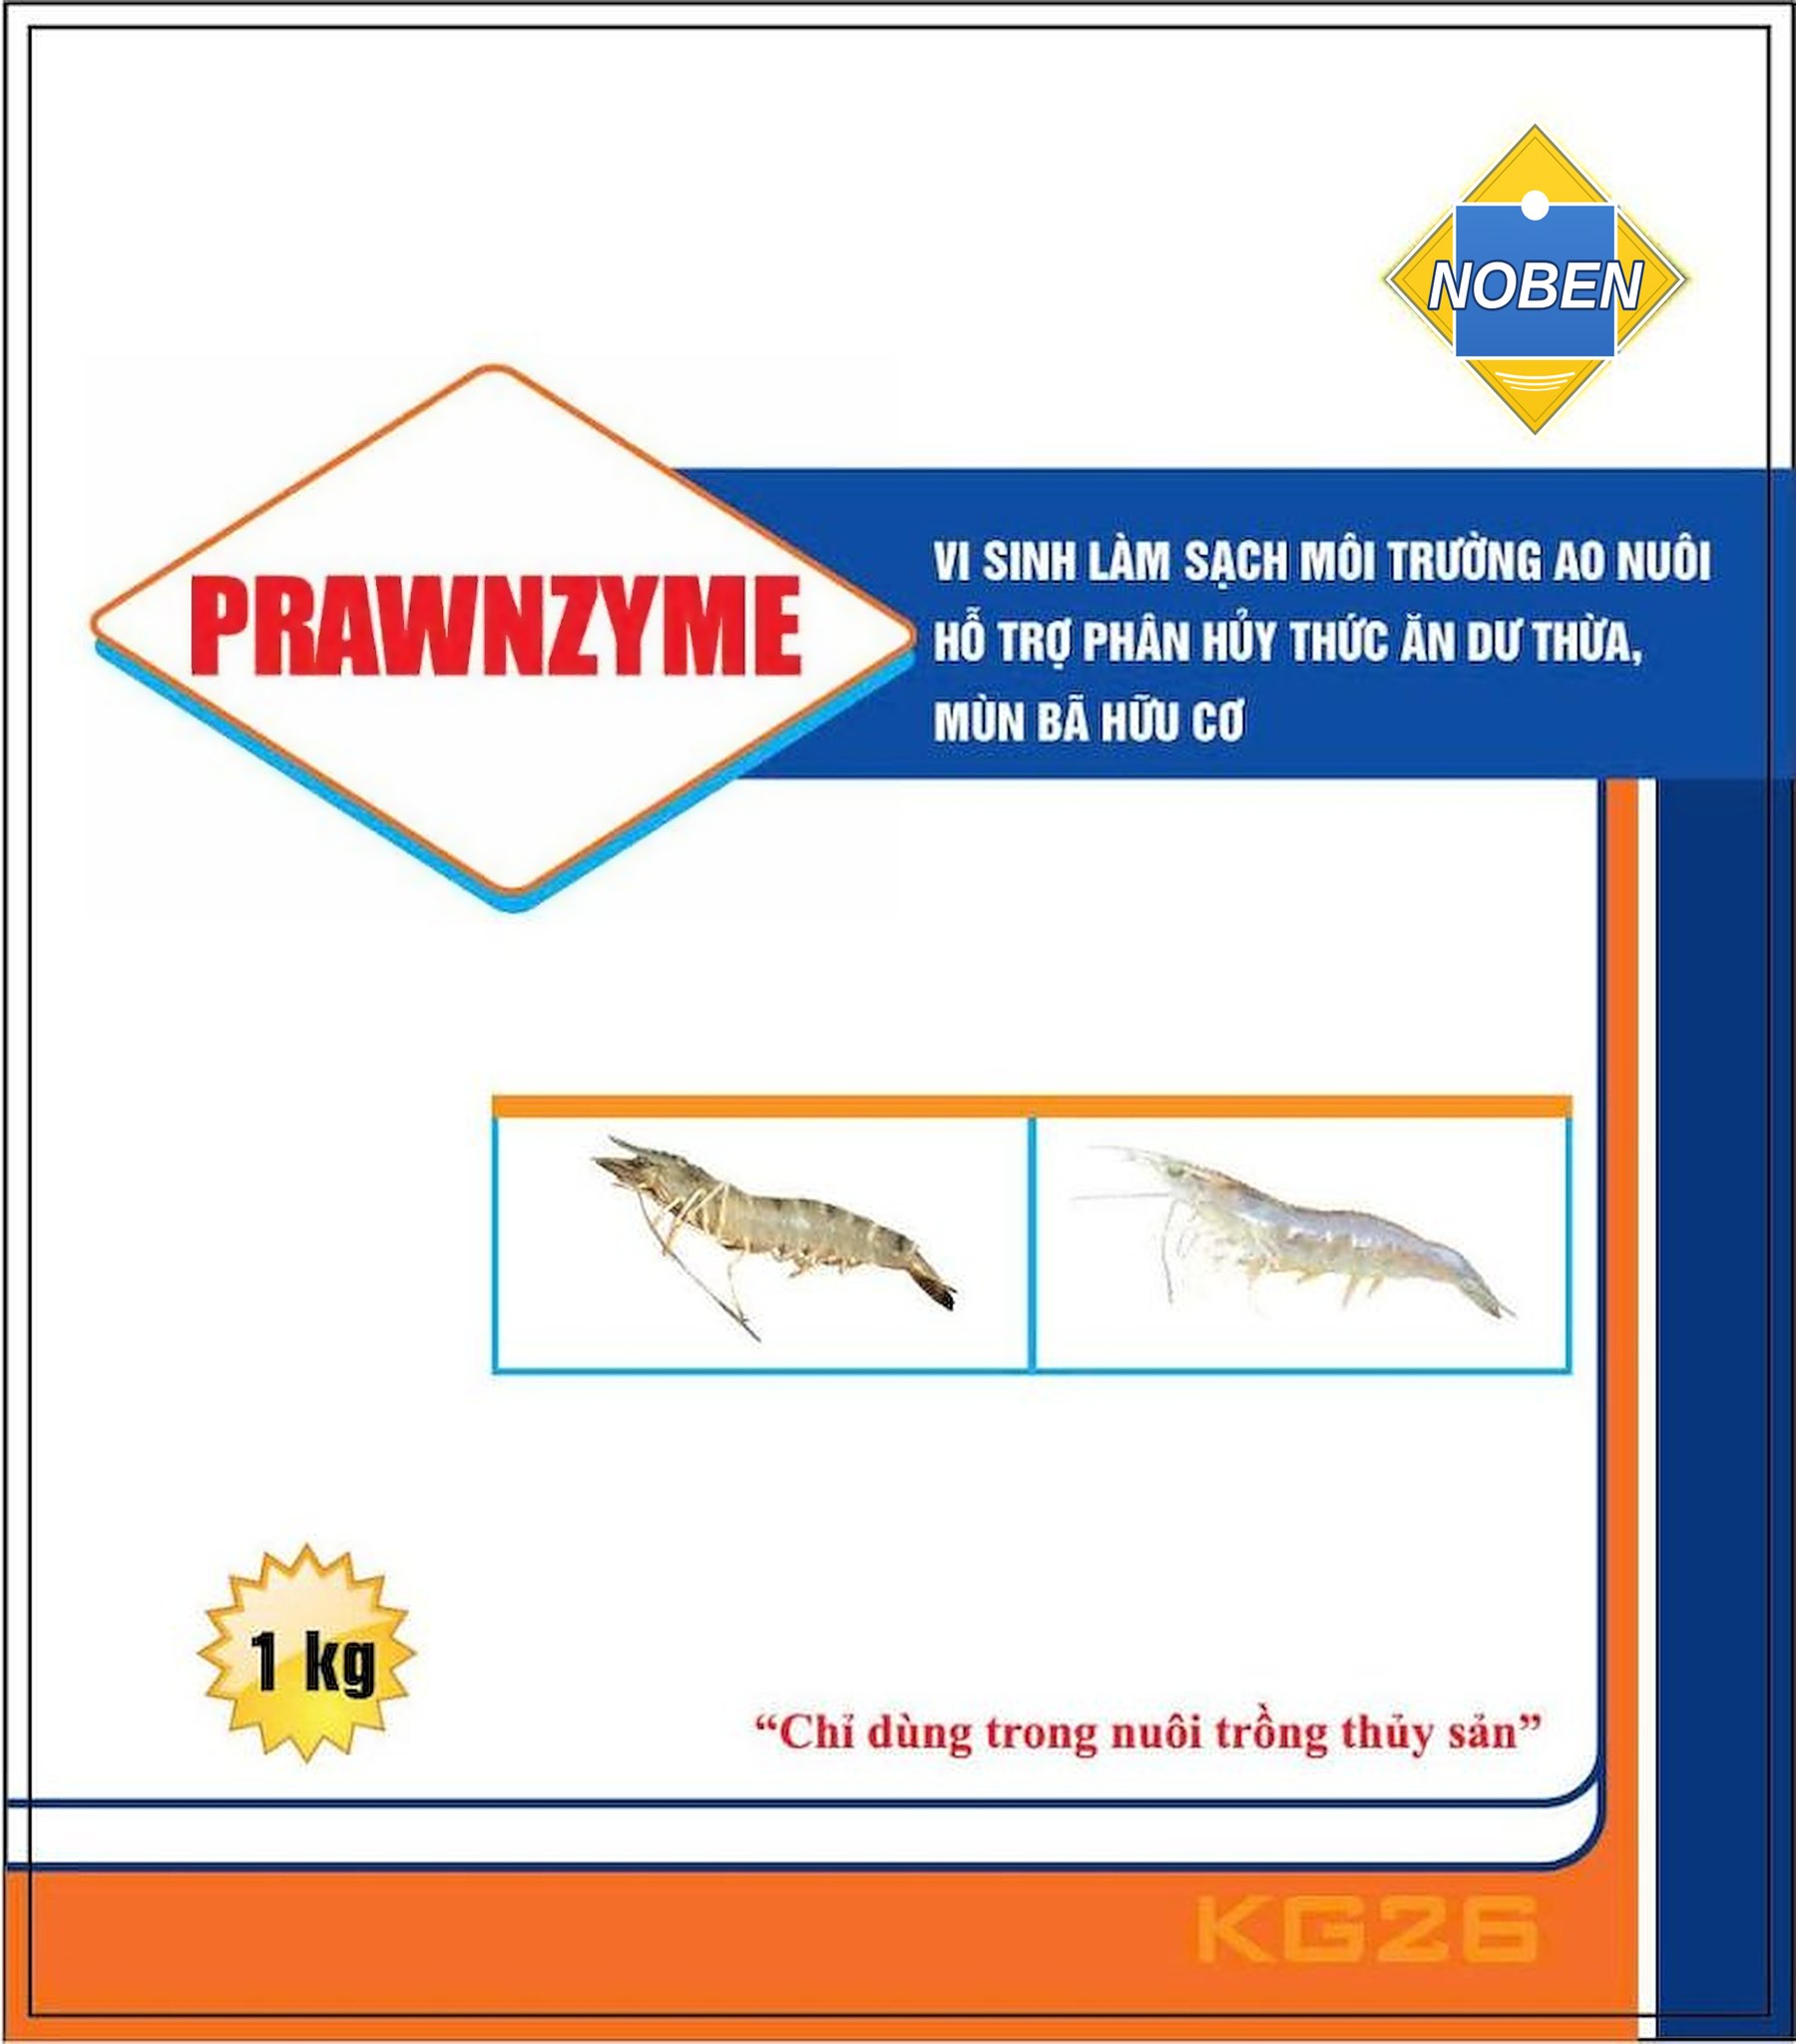 NOBEN
PRAWNZYME
VI SINH LÀM SẠCH MÔI TRƯỜNG AO NUÔI
HỖ TRỢ PHÂN HỦY THỨC ĂN DƯ THỪA,
MÙN BÃ HỮU CƠ
1 kg
“Chỉ dùng trong nuôi trồng thủy sản”
KG26